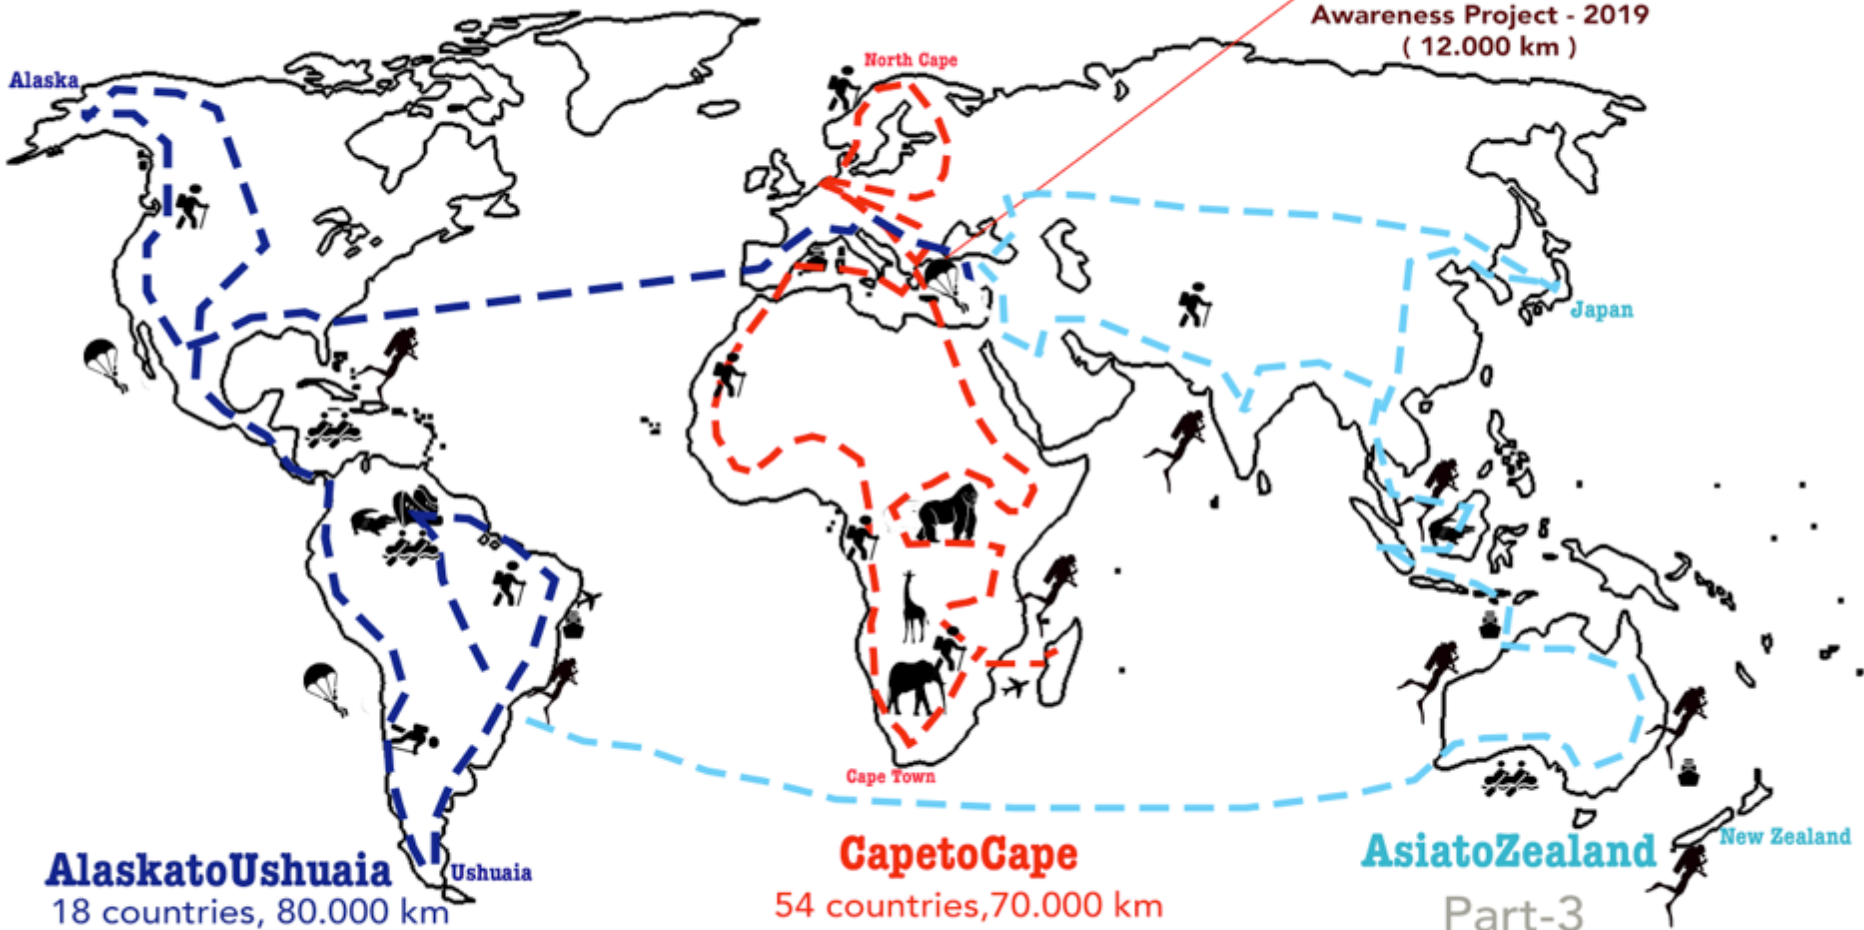 Awareness Project - 2019
( 12.000 km )
North Cape
Alaska
Japan
Cape Town
New Zealand
AlaskatoUshuaia
Ushuaia
18 countries, 80.000 km
CapetoCape
54 countries,70.000 km
AsiatoZealand
Part-3